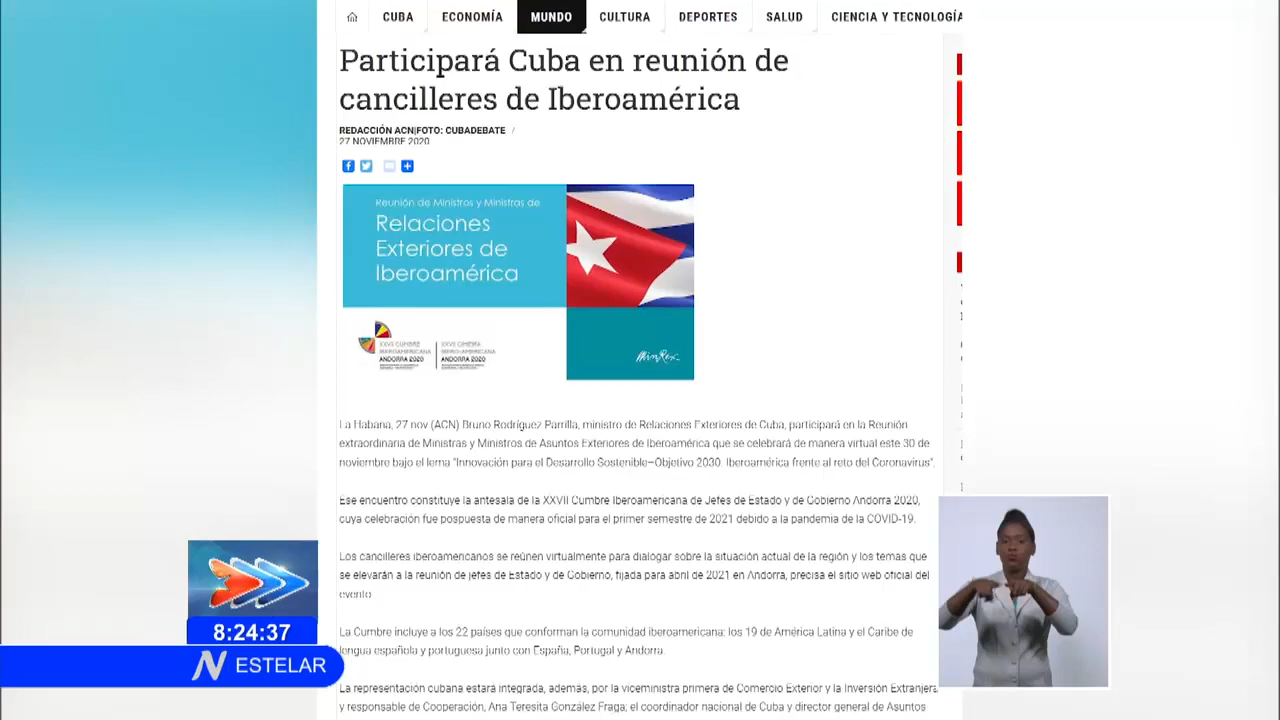 CUBA ECONOMÍA MUNDO CULTURA DEPORTES SALUD CIENCIA Y TECNOLOGÍA
Participará Cuba en reunión de
cancilleres de Iberoamérica
REDACCIÓN ACN|FOTO: CUBADEBATE /
27 NOVIEMBRE 2020
Reunión de Ministros y Ministras de
Relaciones
Exteriores de
Iberoamérica
XXVII CUMBRE
IBEROAMERICANA
ANDORRA 2020
XXVII CIMEIRA
IBERO-AMERICANA
ANDORRA 2020
MinRex
La Habana, 27 nov (ACN) Bruno Rodríguez Parrilla, ministro de Relaciones Exteriores de Cuba, participará en la Reunión
extraordinaria de Ministras y Ministros de Asuntos Exteriores de Iberoamérica que se celebrará de manera virtual este 30 de
noviembre bajo el lema "Innovación para el Desarrollo Sostenible–Objetivo 2030. Iberoamérica frente al reto del Coronavirus".
Ese encuentro constituye la antesala de la XXVII Cumbre Iberoamericana de Jefes de Estado y de Gobierno Andorra 2020,
cuya celebración fue pospuesta de manera oficial para el primer semestre de 2021 debido a la pandemia de la COVID-19.
Los cancilleres iberoamericanos se reúnen virtualmente para dialogar sobre la situación actual de la región y los temas que
se elevarán a la reunión de jefes de Estado y de Gobierno, fijada para abril de 2021 en Andorra, precisa el sitio web oficial del
evento.
La Cumbre incluye a los 22 países que conforman la comunidad iberoamericana: los 19 de América Latina y el Caribe de
lengua española y portuguesa junto con España, Portugal y Andorra.
La representación cubana estará integrada, además, por la viceministra primera de Comercio Exterior y la Inversión Extranjera
y responsable de Cooperación, Ana Teresita González Fraga; el coordinador nacional de Cuba y director general de Asuntos
8:24:37
N ESTELAR